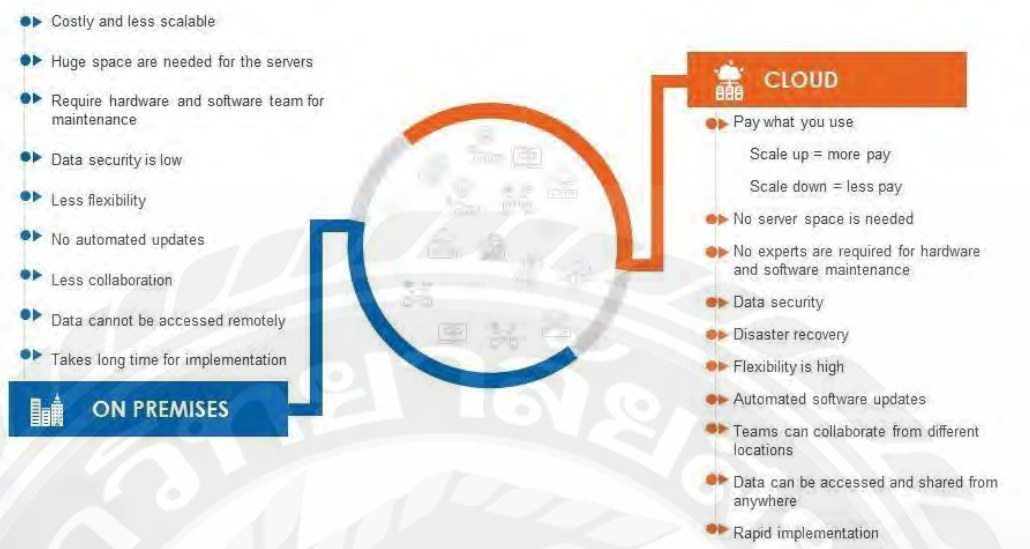 Costly and less scalable
Huge space are needed for the servers
Require hardware and software team for
maintenance
Data security is low
Less flexibility
No automated updates
Less collaboration
Data cannot be accessed remotely
Takes long time for implementation
ON PREMISES
CLOUD
Pay what you use
Scale up = more pay
Scale down = less pay
No server space is needed
No experts are required for hardware
and software maintenance
Data security
Disaster recovery
Flexibility is high
Automated software updates
Teams can collaborate from different
locations
Data can be accessed and shared from
anywhere
Rapid implementation